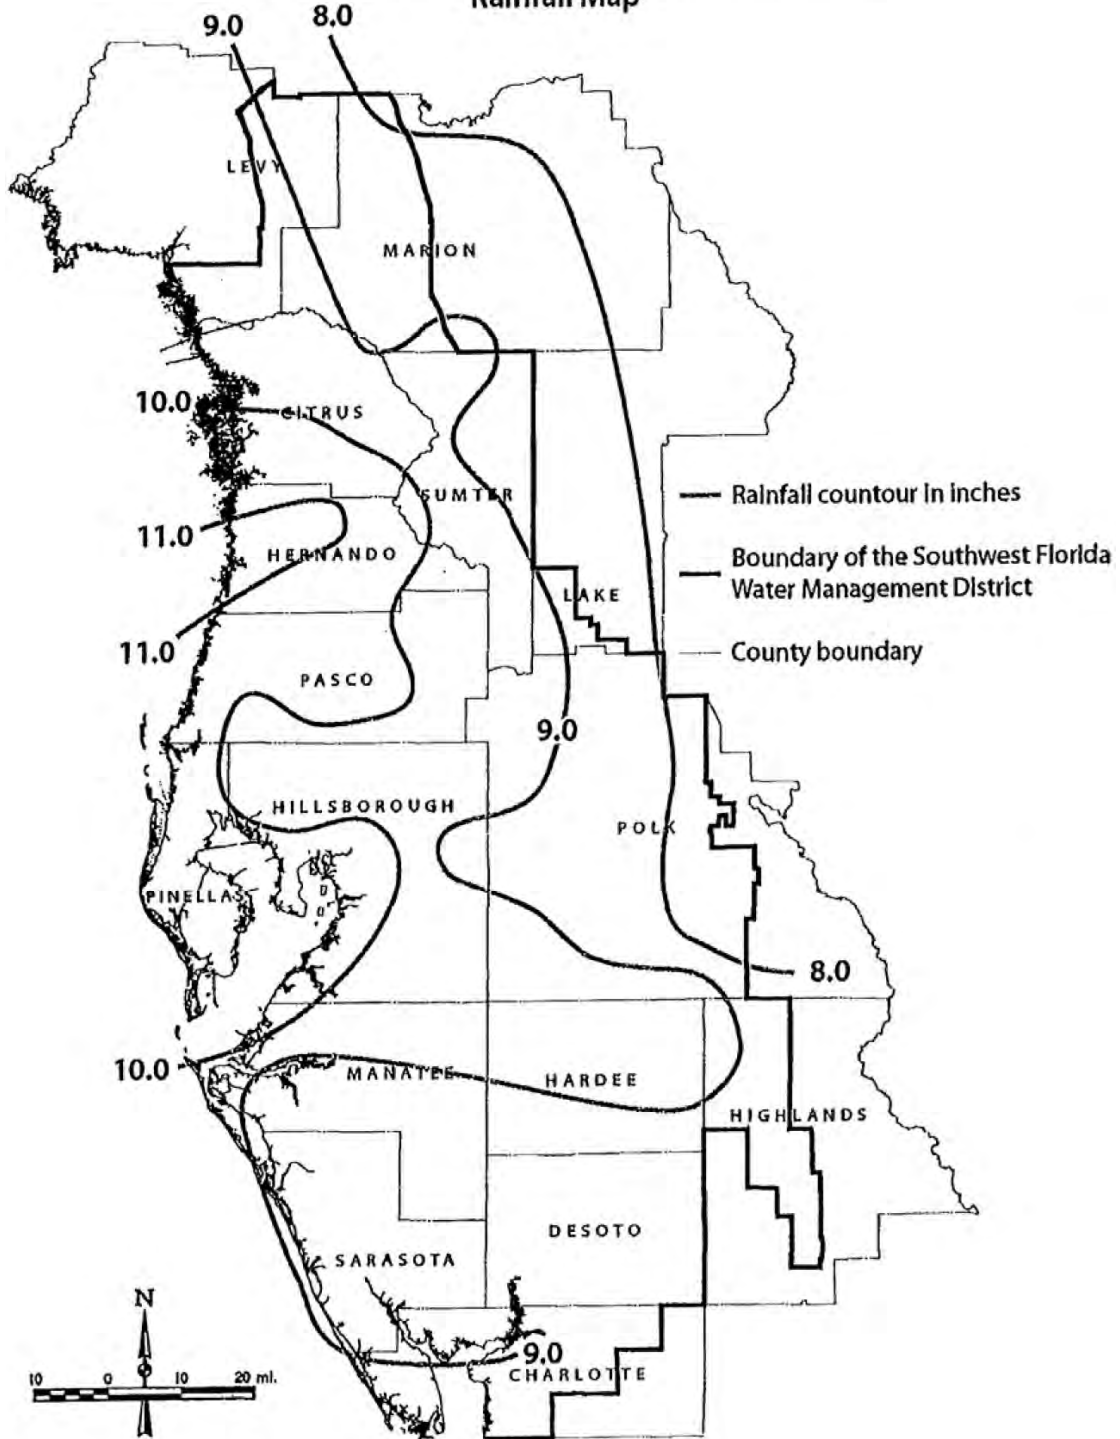 Rainfall Map
9.0
8.0
LEVY
MARION
10.0
CITRUS
SUMTER
Rainfall countour in inches
11.0
HERNANDO
Boundary of the Southwest Florida
Water Management District
LAKE
11.0
County boundary
PASCO
9.0
HILLSBOROUGH
POLK
PINELLAS
8.0
10.0
MANATEE
HARDEE
HIGHLANDS
DESOTO
SARASOTA
N
9.0
CHARLOTTE
10 0 10 20 mi.